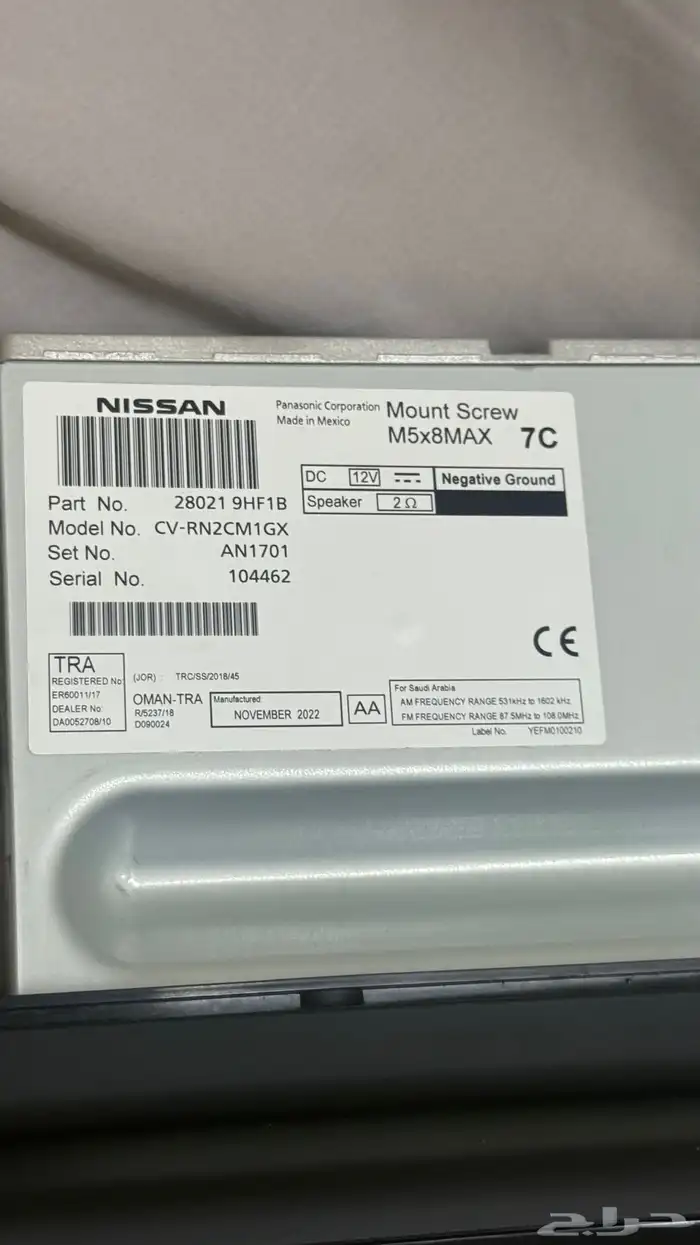 NISSAN
Panasonic Corporation
Made in Mexico
Mount Screw
M5x8MAX 7C
DC 12V Negative Ground
Speaker 2Ω
Part No. 28021 9HF1B
Model No. CV-RN2CM1GX
Set No. AN1701
Serial No. 104462
CE
TRA
REGISTERED No:
ER60011/17
DEALER No:
DA0052708/10
(JOR) : TRC/SS/2018/45
OMAN-TRA
R/5237/18
D090024
Manufactured:
NOVEMBER 2022
AA
For Saudi Arabia
AM FREQUENCY RANGE 531kHz to 1602 kHz
FM FREQUENCY RANGE 87.5MHz to 108.0MHz
Label No. YEFM0100210
حراج